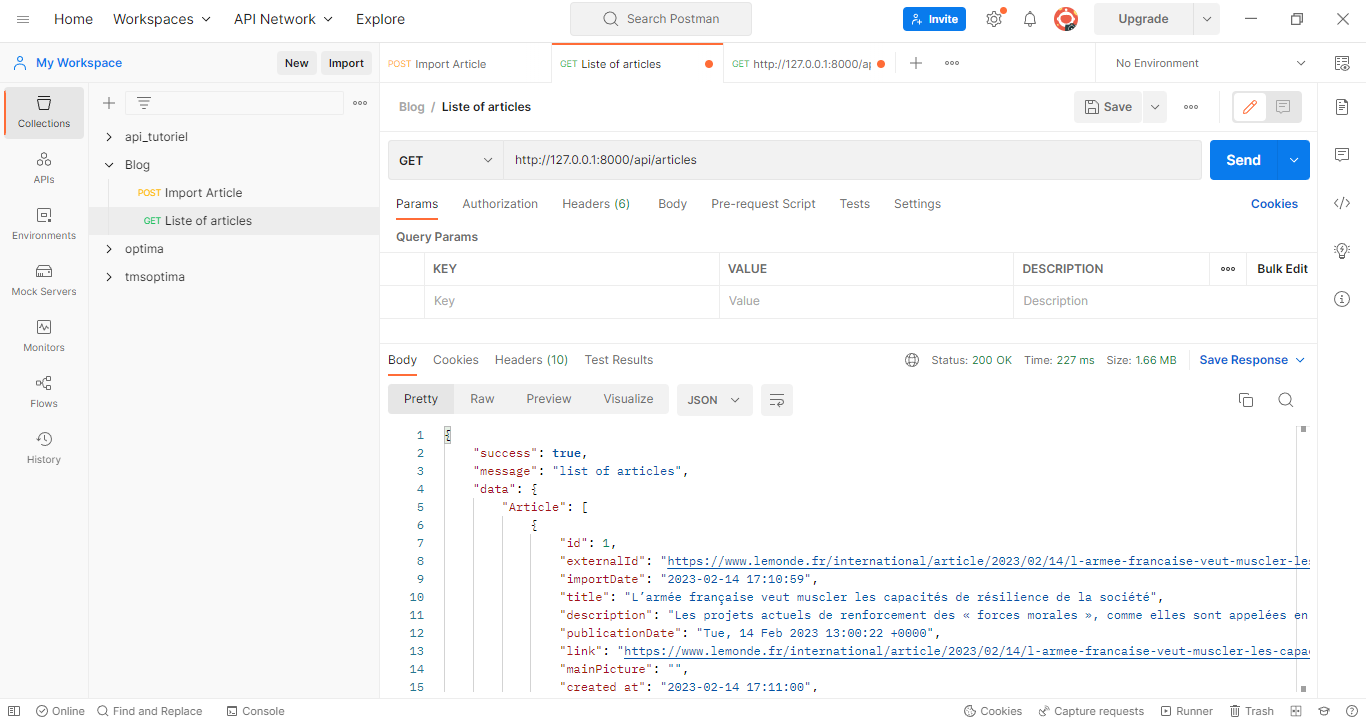 Home Workspaces API Network Explore Search Postman Invite Upgrade
My Workspace New Import POST Import Article GET Liste of articles GET http://127.0.0.1:8000/ap No Environment
Collections
APIs
Environments
Mock Servers
Monitors
Flows
History
api_tutoriel
Blog
POST Import Article
GET Liste of articles
optima
tmsoptima
Blog / Liste of articles Save
GET http://127.0.0.1:8000/api/articles Send
Params Authorization Headers (6) Body Pre-request Script Tests Settings Cookies
Query Params
KEY VALUE DESCRIPTION Bulk Edit
Key Value Description
Body Cookies Headers (10) Test Results Status: 200 OK Time: 227 ms Size: 1.66 MB Save Response
Pretty Raw Preview Visualize JSON
1 {
2 "success": true,
3 "message": "list of articles",
4 "data": {
5 "Article": [
6 {
7 "id": 1,
8 "externalId": "https://www.lemonde.fr/international/article/2023/02/14/l-armee-francaise-veut-muscler-les
9 "importDate": "2023-02-14 17:10:59",
10 "title": "L’armée française veut muscler les capacités de résilience de la société",
11 "description": "Les projets actuels de renforcement des « forces morales », comme elles sont appelées en
12 "publicationDate": "Tue, 14 Feb 2023 13:00:22 +0000",
13 "link": "https://www.lemonde.fr/international/article/2023/02/14/l-armee-francaise-veut-muscler-les-capa
14 "mainPicture": "",
15 "created at": "2023-02-14 17:11:00",
Online Find and Replace Console Cookies Capture requests Runner Trash